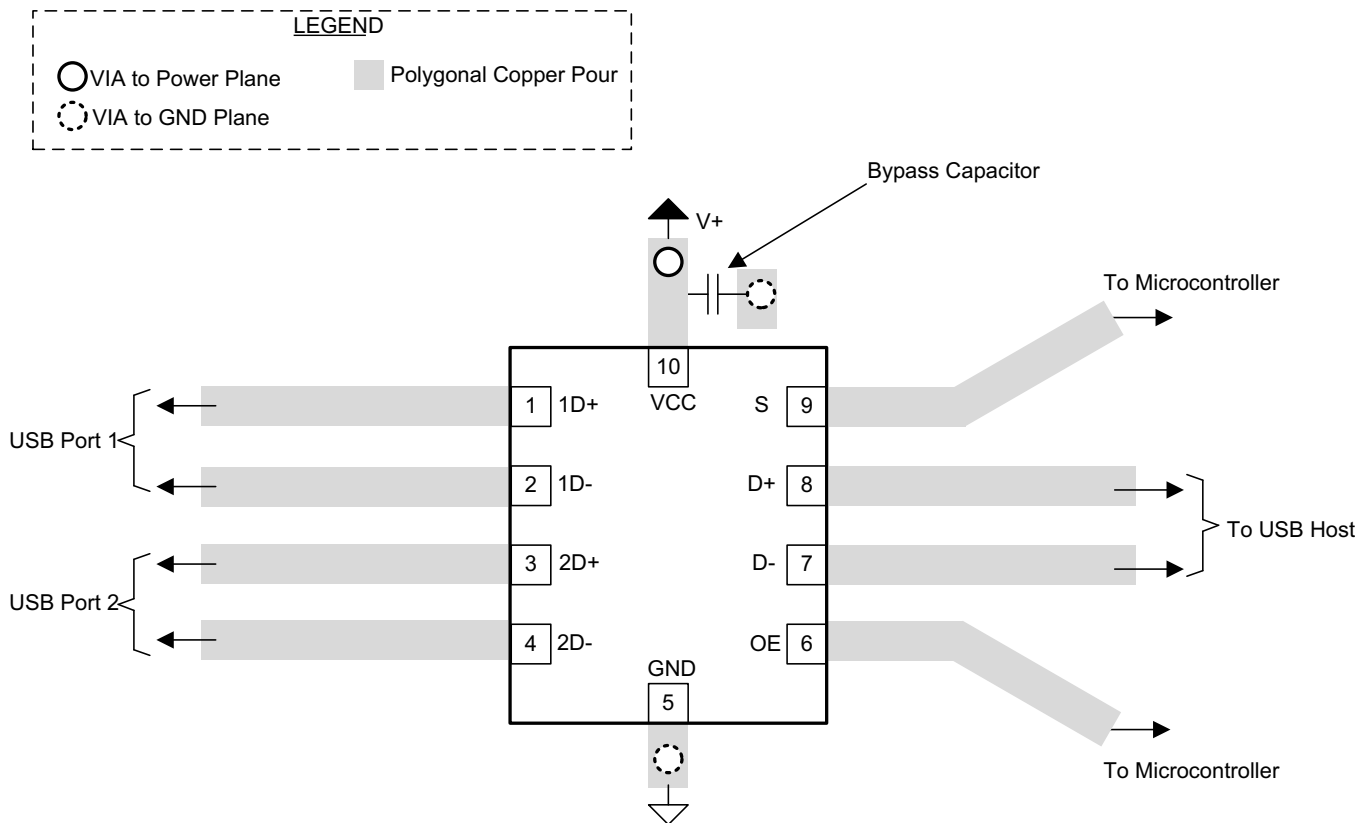 LEGEND
VIA to Power Plane
Polygonal Copper Pour
VIA to GND Plane
Bypass Capacitor
V+
To Microcontroller
10
VCC
1 1D+
S 9
USB Port 1
2 1D-
D+ 8
To USB Host
3 2D+
D- 7
USB Port 2
4 2D-
OE 6
GND
5
To Microcontroller